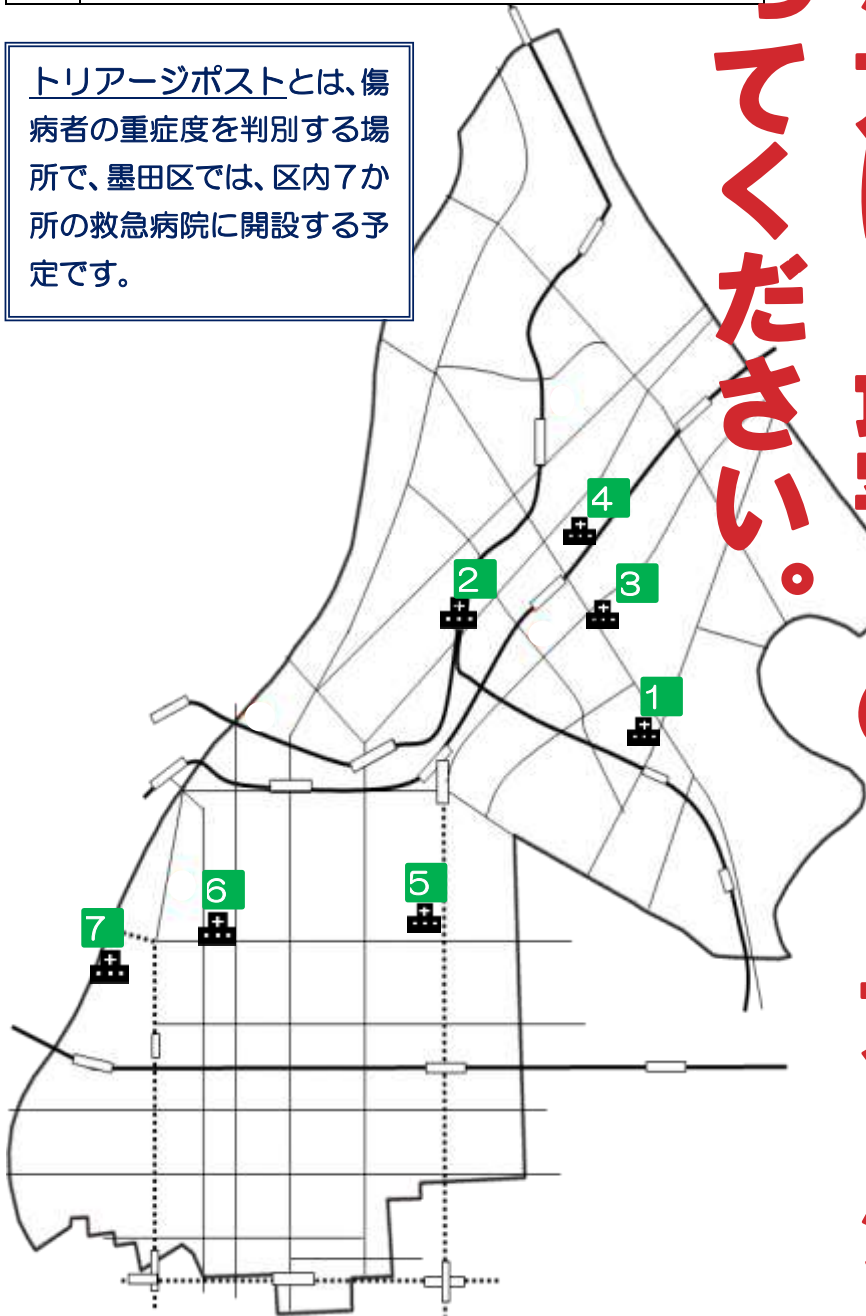 トリアージポストとは、傷
病者の重症度を判別する場
所で、墨田区では、区内７か
所の救急病院に開設する予
定です。
ってください。
4
2
3
1
5
6
7